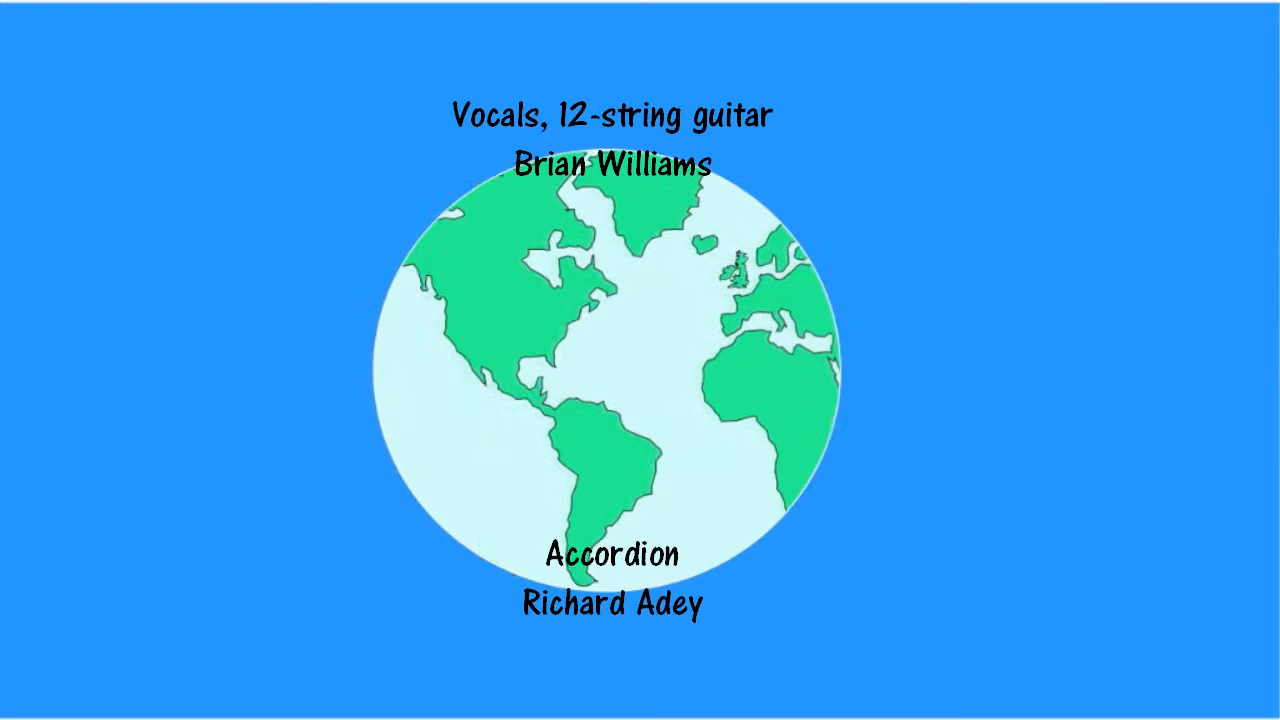 Vocals, 12-string guitar
Brian Williams
Accordion
Richard Adey